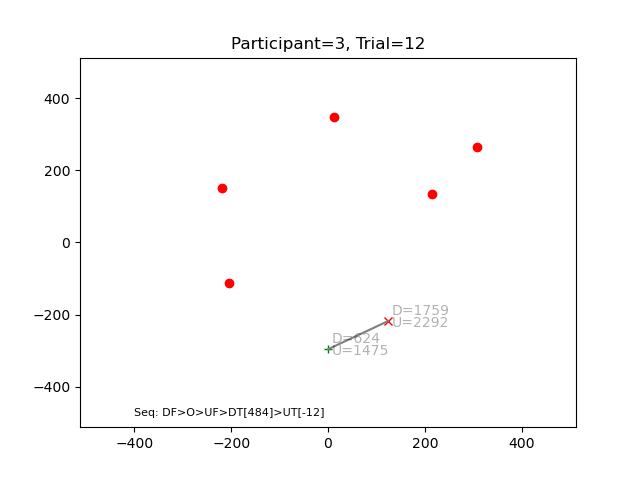 Participant=3, Trial=12
400
200
0
−200
−400
D=1759
U=2292
D=624
U=1475
Seq: DF>O>UF>DT[484]>UT[-12]
−400
−200
0
200
400